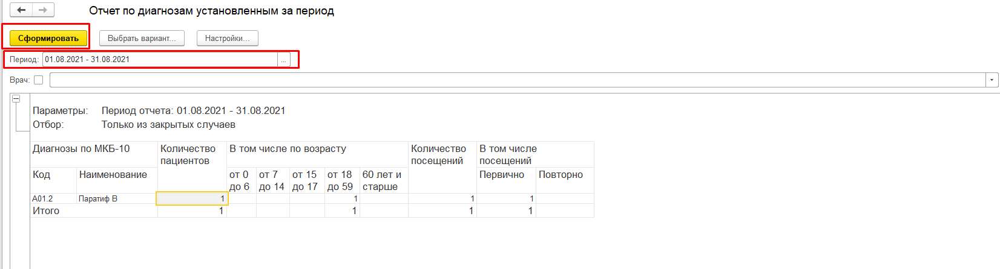 Отчет по диагнозам установленным за период
Сформировать Выбрать вариант... Настройки...
Период: 01.08.2021 - 31.08.2021 ...
Врач:
Параметры: Период отчета: 01.08.2021 - 31.08.2021
Отбор: Только из закрытых случаев
Диагнозы по МКБ-10 Количество пациентов В том числе по возрасту Количество посещений В том числе посещений
Код Наименование от 0 до 6 от 7 до 14 от 15 до 17 от 18 до 59 60 лет и старше Первично Повторно
A01.2 Паратиф B 1 1 1 1
Итого 1 1 1 1